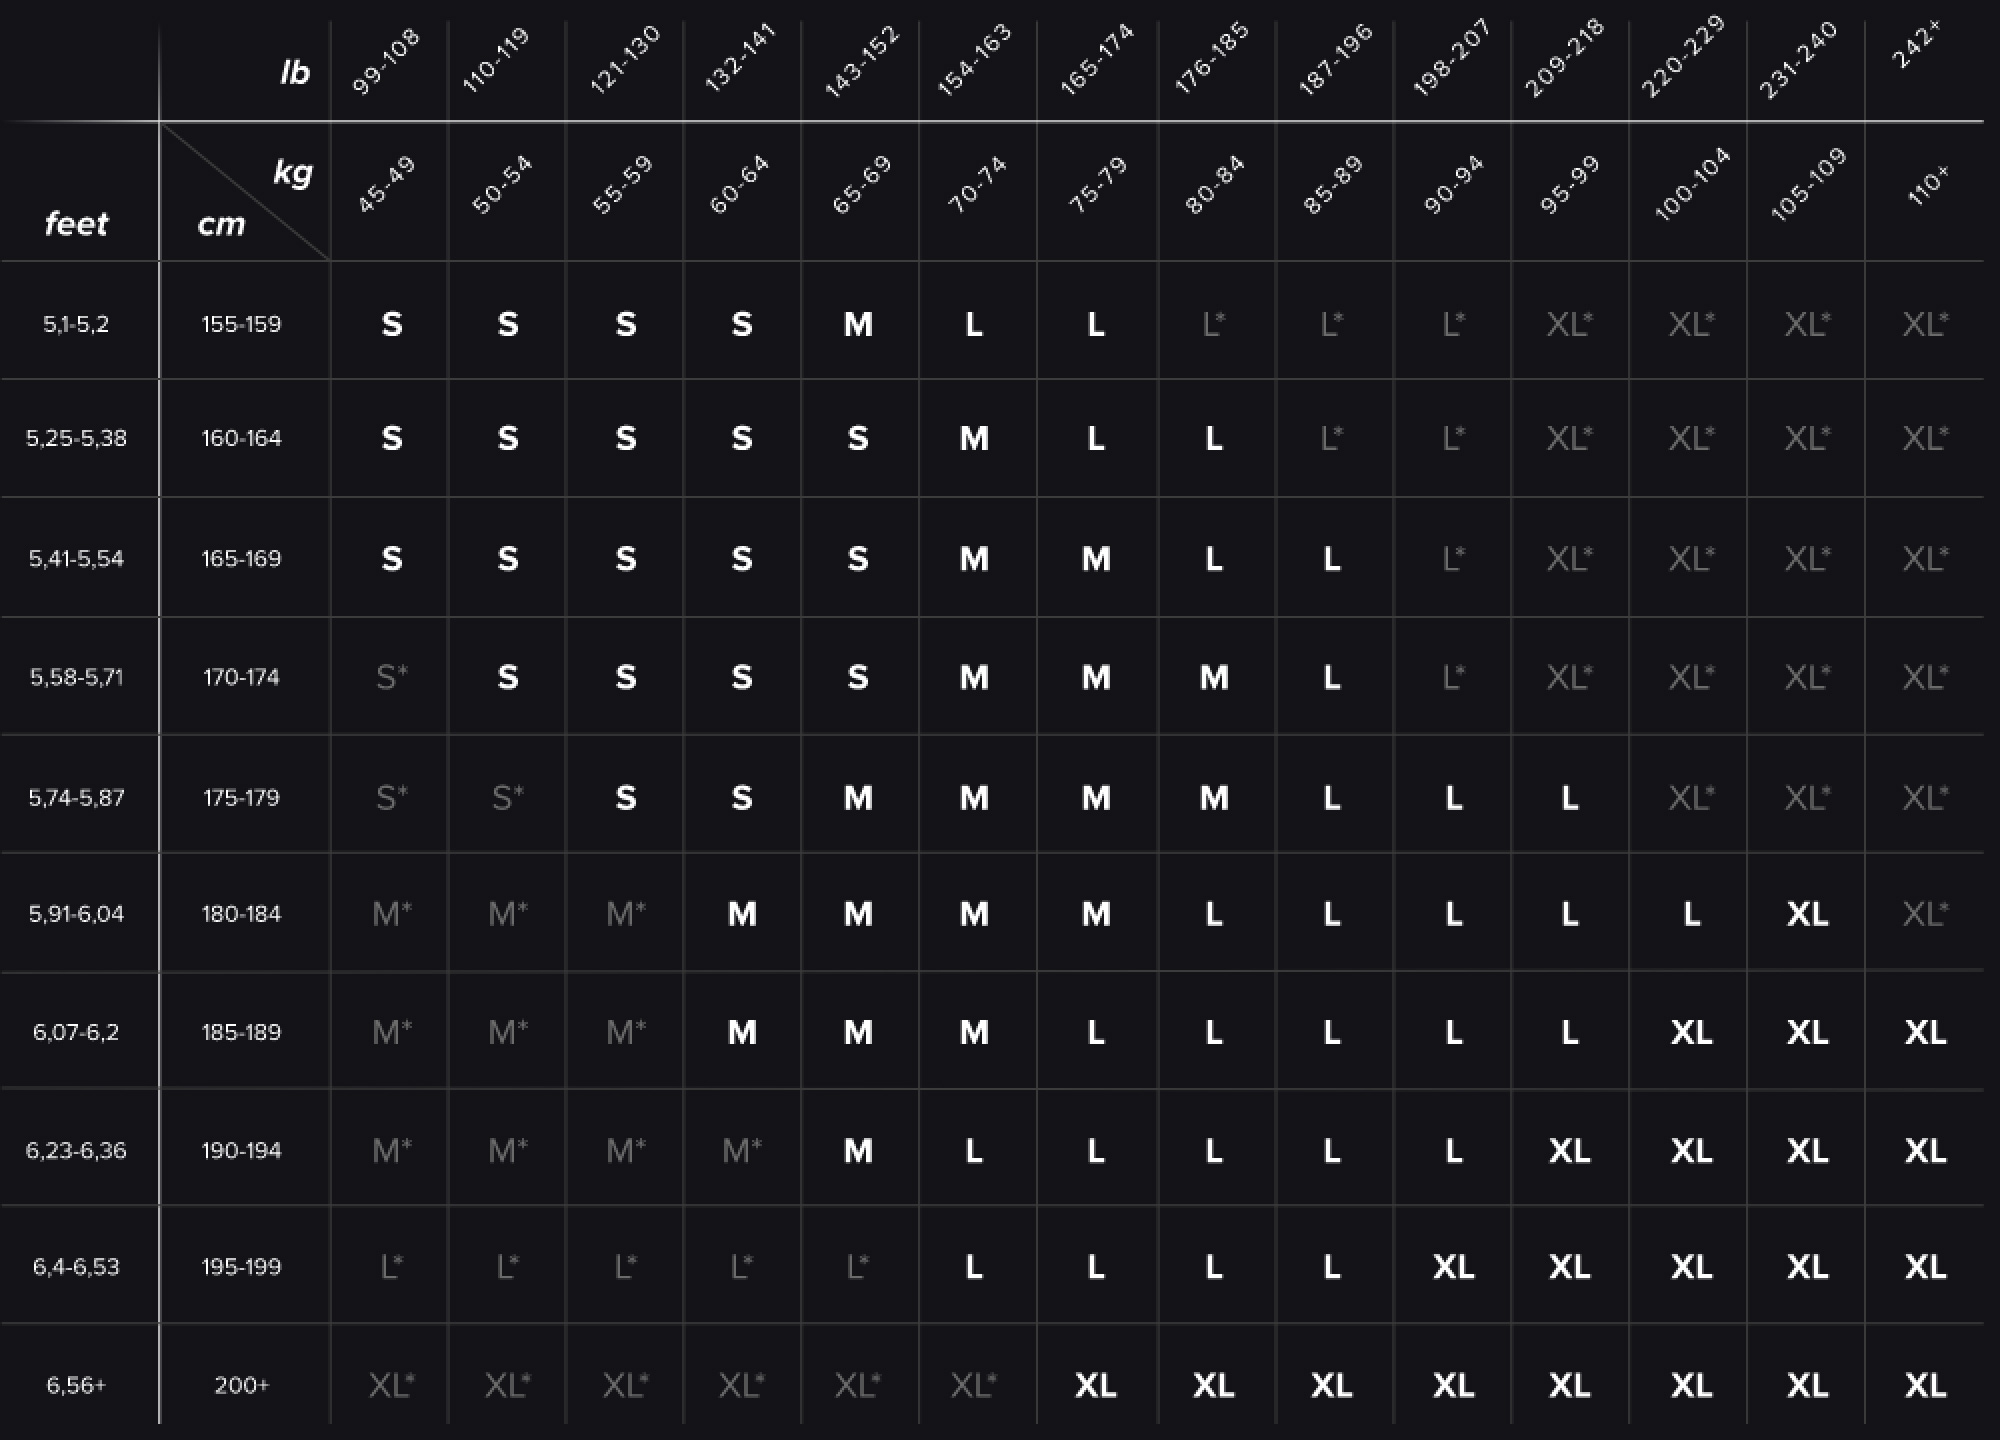 lb 99-108 110-119 121-130 132-141 143-152 154-163 165-174 176-185 187-196 198-207 209-218 220-229 231-240 242+
kg 45-49 50-54 55-59 60-64 65-69 70-74 75-79 80-84 85-89 90-94 95-99 100-104 105-109 110+
feet cm
5,1-5,2 155-159 S S S S M L L L* L* L* XL* XL* XL* XL*
5,25-5,38 160-164 S S S S S M L L L* L* XL* XL* XL* XL*
5,41-5,54 165-169 S S S S S M M L L L* XL* XL* XL* XL*
5,58-5,71 170-174 S* S S S S M M M L L* XL* XL* XL* XL*
5,74-5,87 175-179 S* S* S S M M M M L L L XL* XL* XL*
5,91-6,04 180-184 M* M* M* M M M M L L L L L XL XL*
6,07-6,2 185-189 M* M* M* M M M L L L L L XL XL XL
6,23-6,36 190-194 M* M* M* M* M L L L L L XL XL XL XL
6,4-6,53 195-199 L* L* L* L* L* L L L L XL XL XL XL XL
6,56+ 200+ XL* XL* XL* XL* XL* XL* XL XL XL XL XL XL XL XL